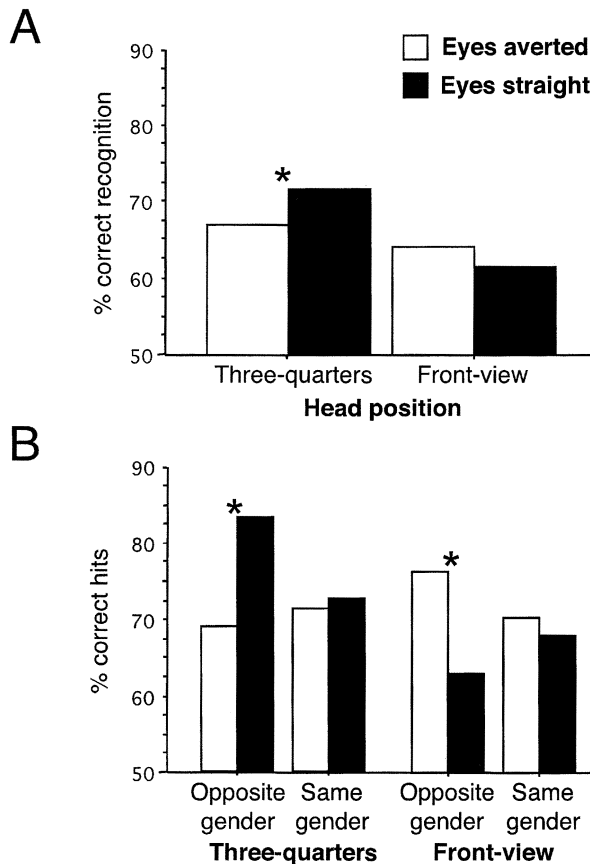 A
90
80
70
60
50
% correct recognition
Eyes averted
Eyes straight
*
Three-quarters Front-view
Head position
B
90
80
70
60
50
% correct hits
*
*
Opposite Same Opposite Same
gender gender gender gender
Three-quarters Front-view